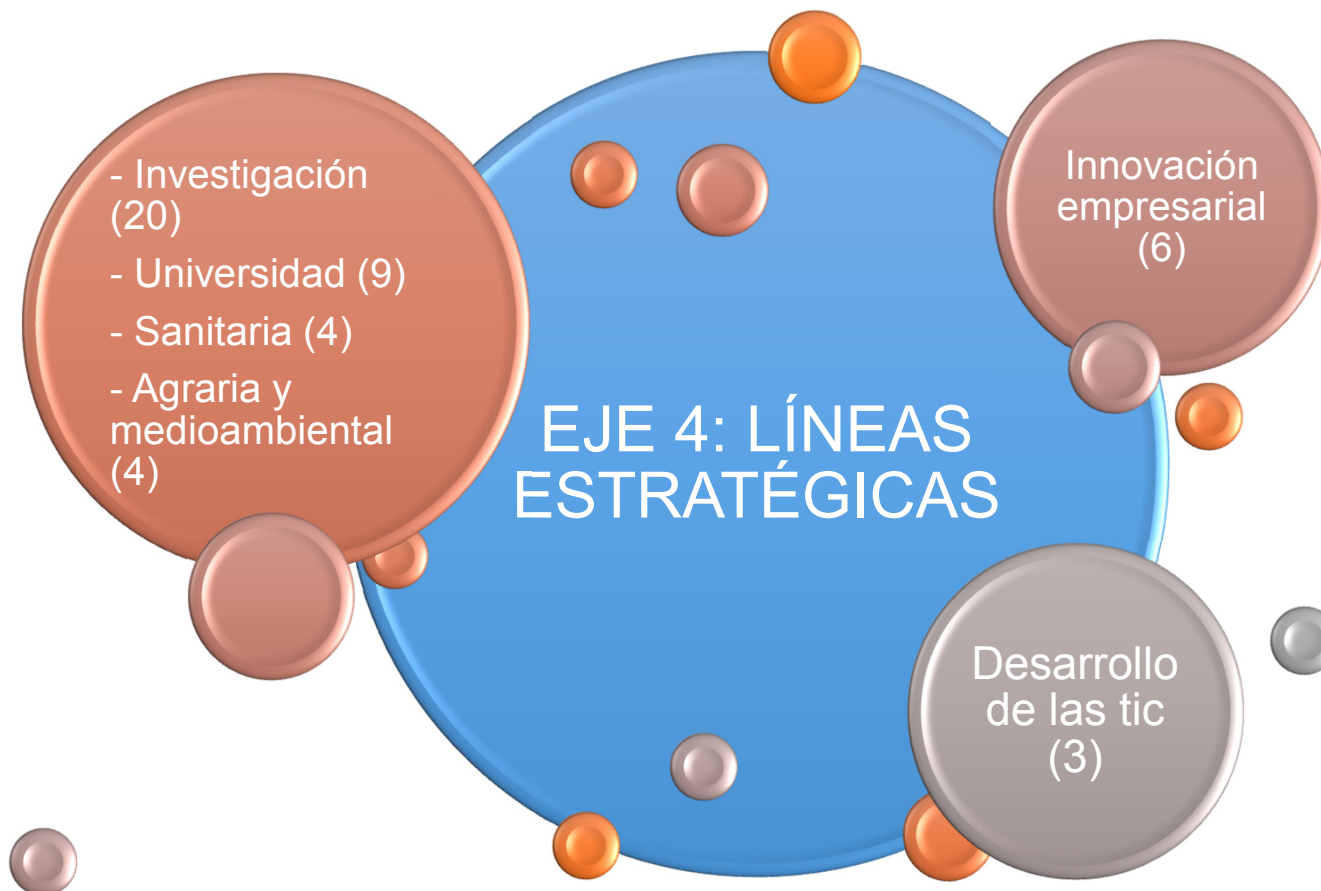 - Investigación
(20)
- Universidad (9)
- Sanitaria (4)
- Agraria y
medioambiental
(4)
EJE 4: LÍNEAS
ESTRATÉGICAS
Innovación
empresarial
(6)
Desarrollo
de las tic
(3)